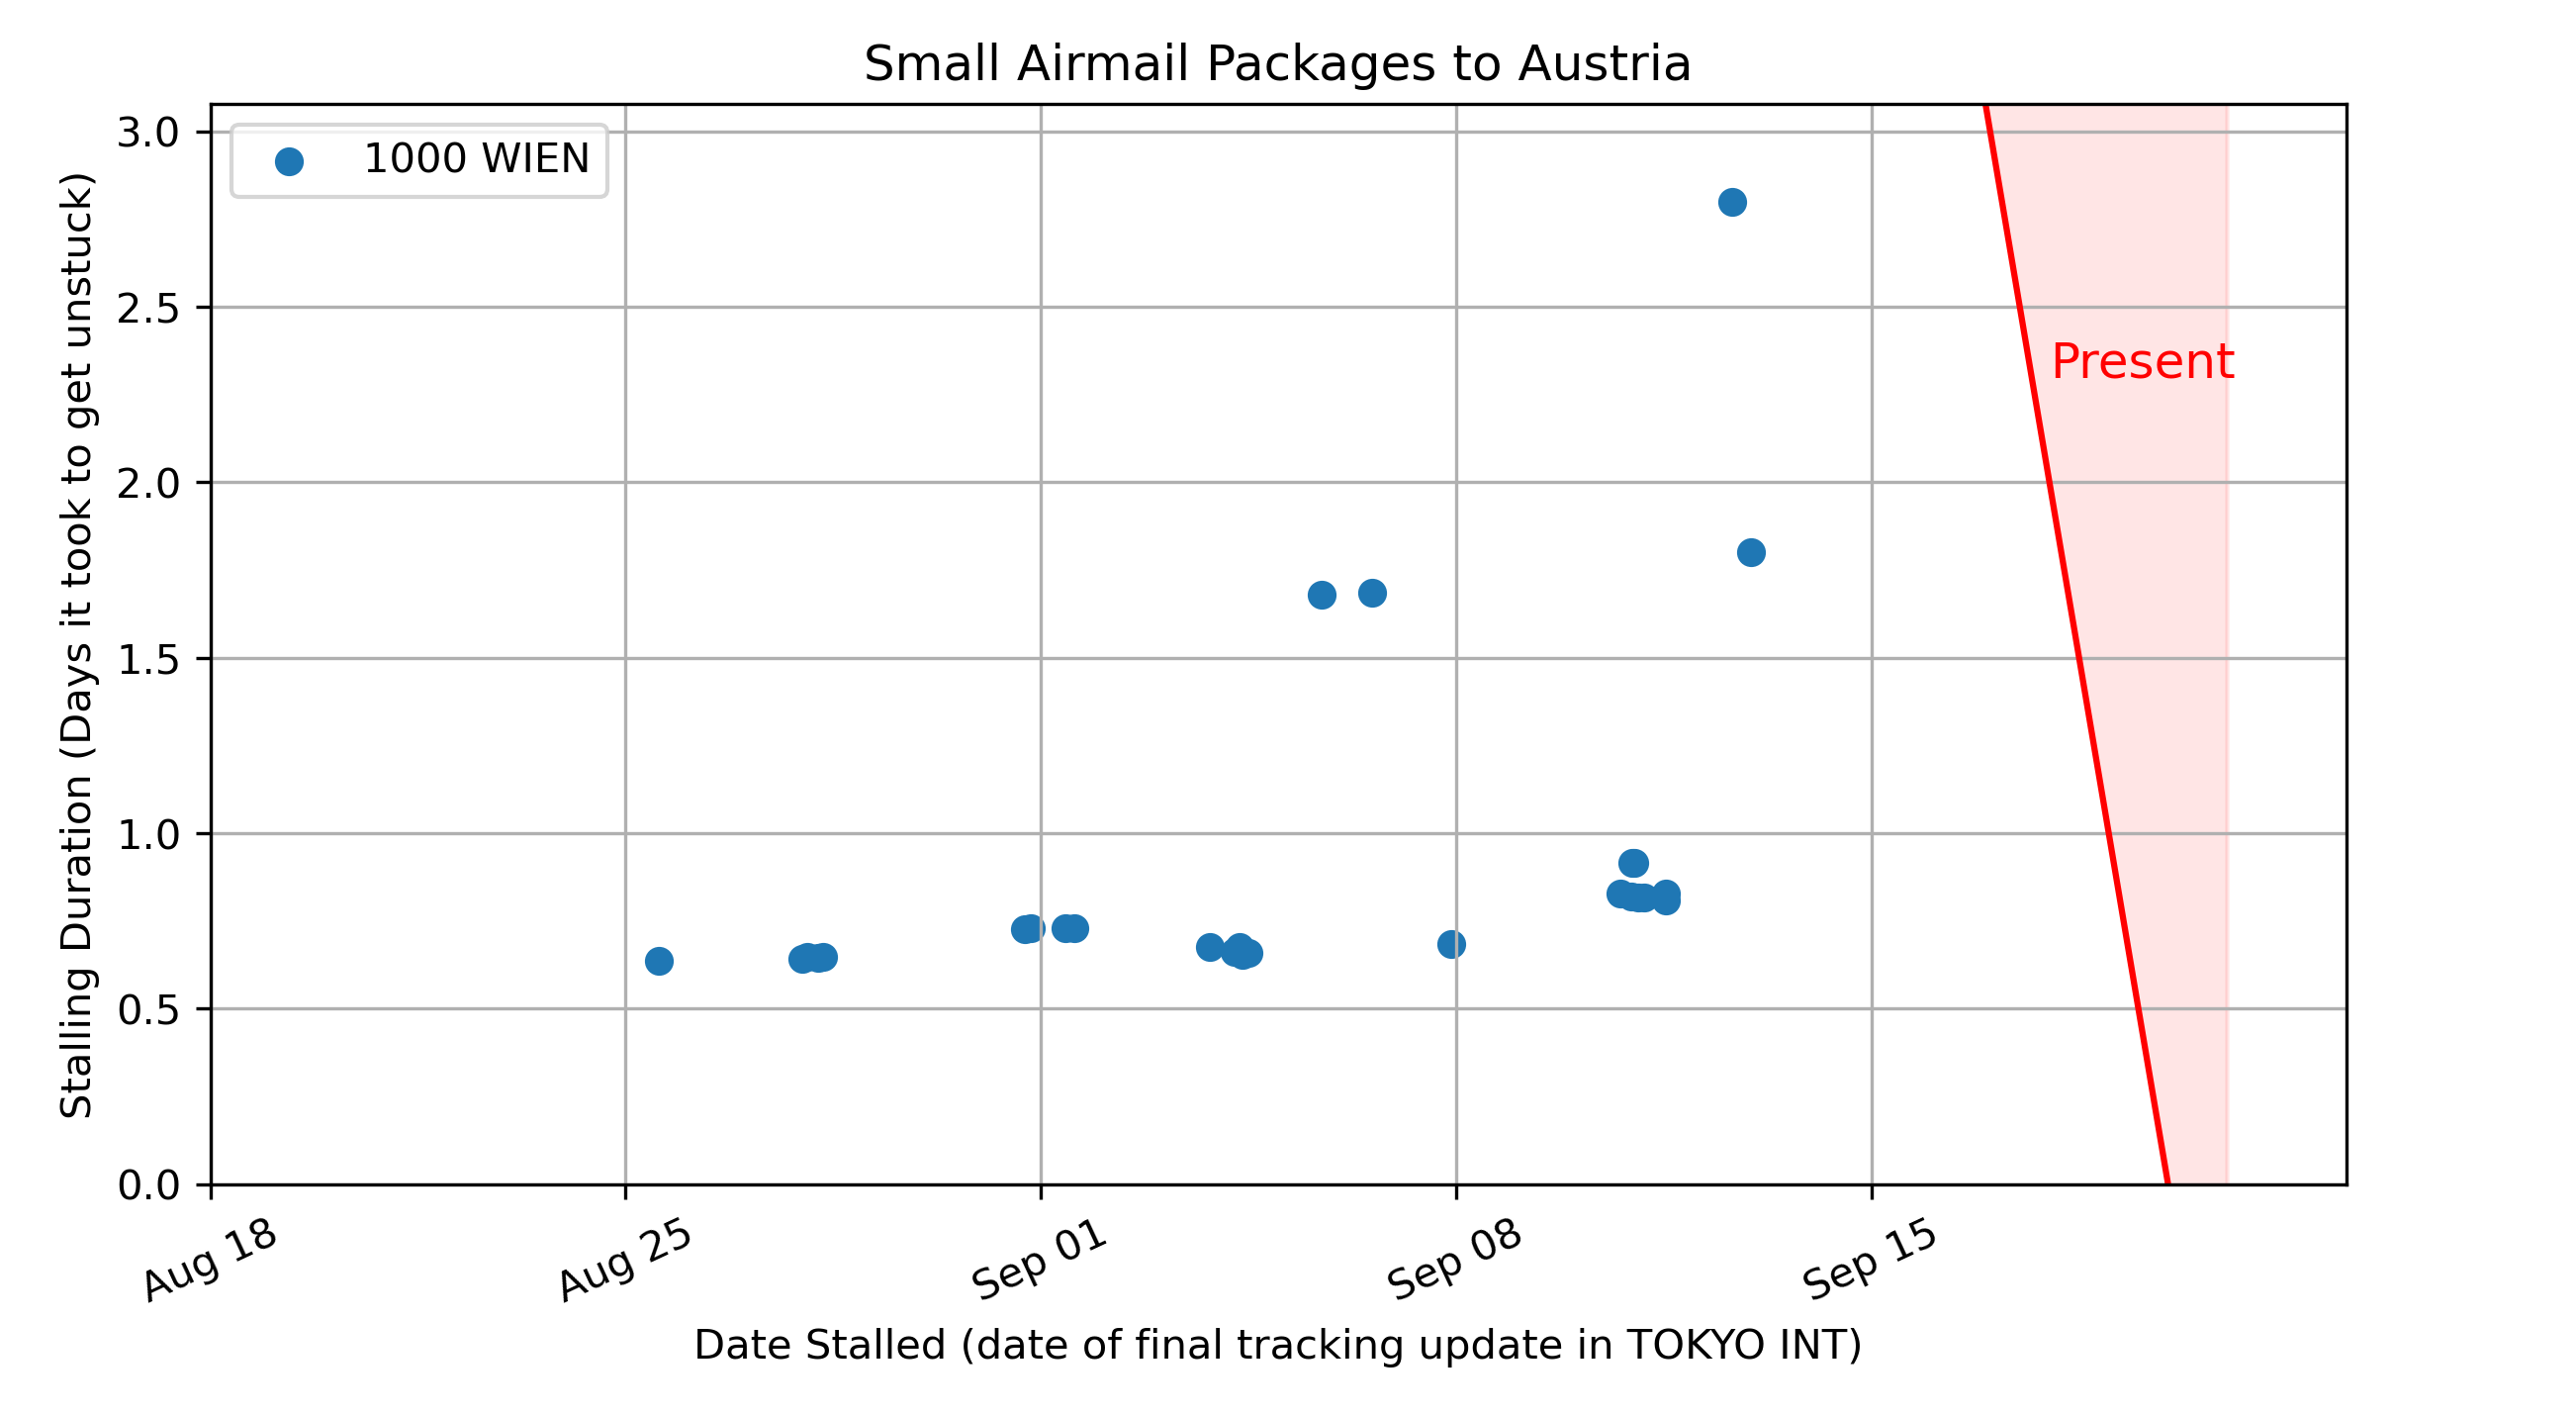 Small Airmail Packages to Austria
1000 WIEN
Present
Stalling Duration (Days it took to get unstuck)
3.0
2.5
2.0
1.5
1.0
0.5
0.0
Aug 18
Aug 25
Sep 01
Sep 08
Sep 15
Date Stalled (date of final tracking update in TOKYO INT)